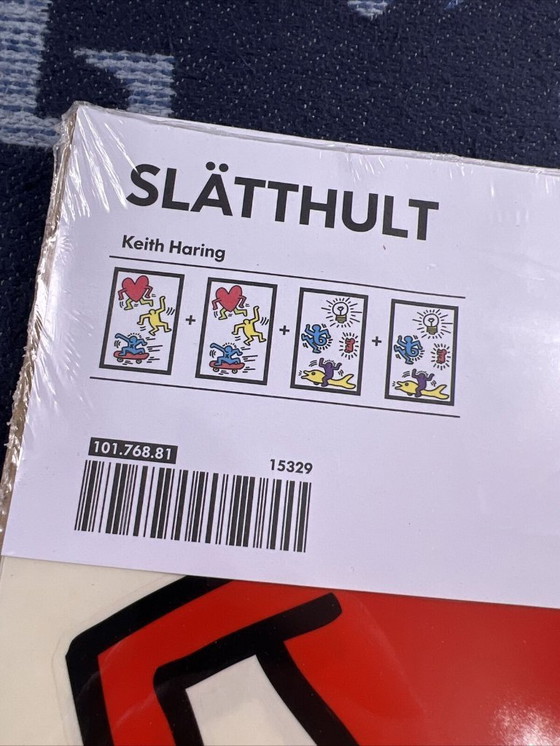 SLÄTTHULT
Keith Haring
+ + +
101.768.81
15329